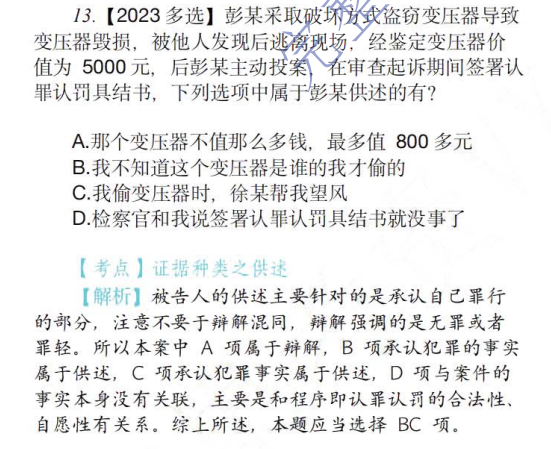 13.【2023 多选】彭某采取破坏方式盗窃变压器导致
变压器毁损，被他人发现后逃离现场，经鉴定变压器价
值为 5000 元，后彭某主动投案，在审查起诉期间签署认
罪认罚具结书，下列选项中属于彭某供述的有？
A.那个变压器不值那么多钱，最多值 800 多元
B.我不知道这个变压器是谁的我才偷的
C.我偷变压器时，徐某帮我望风
D.检察官和我说签署认罪认罚具结书就没事了
【考点】证据种类之供述
【解析】被告人的供述主要针对的是承认自己罪行
的部分，注意不要于辩解混同，辩解强调的是无罪或者
罪轻。所以本案中 A 项属于辩解，B 项承认犯罪的事实
属于供述，C 项承认犯罪事实属于供述，D 项与案件的
事实本身没有关联，主要是和程序即认罪认罚的合法性、
自愿性有关系。综上所述，本题应当选择 BC 项。